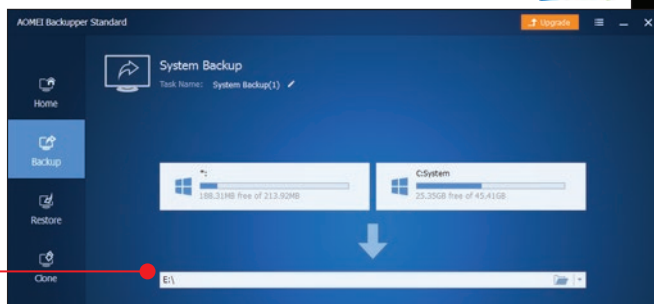 AOMEI Backupper Standard
Upgrade
System Backup
Task Name: System Backup(1)
Home
Backup
*:
188.31MB free of 213.92MB
C:System
25.35GB free of 45.41GB
Restore
Clone
E:\